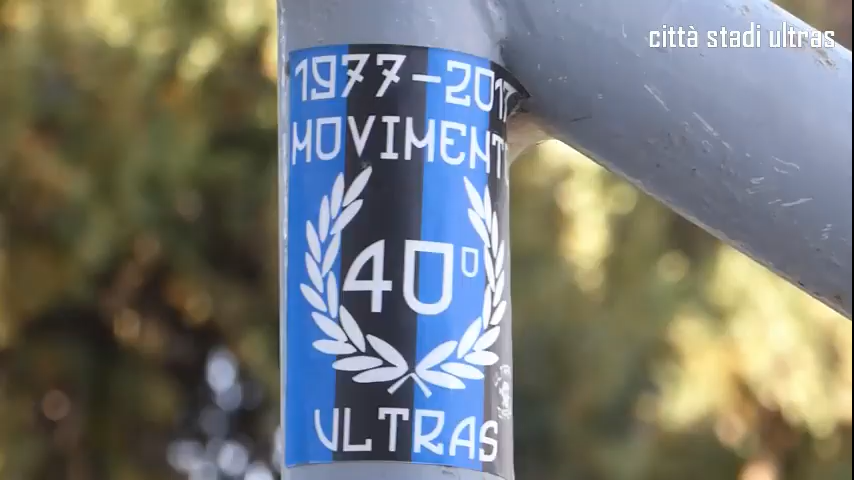 città stadi ultras
1977-2017
MOVIMENTO
40°
ULTRAS